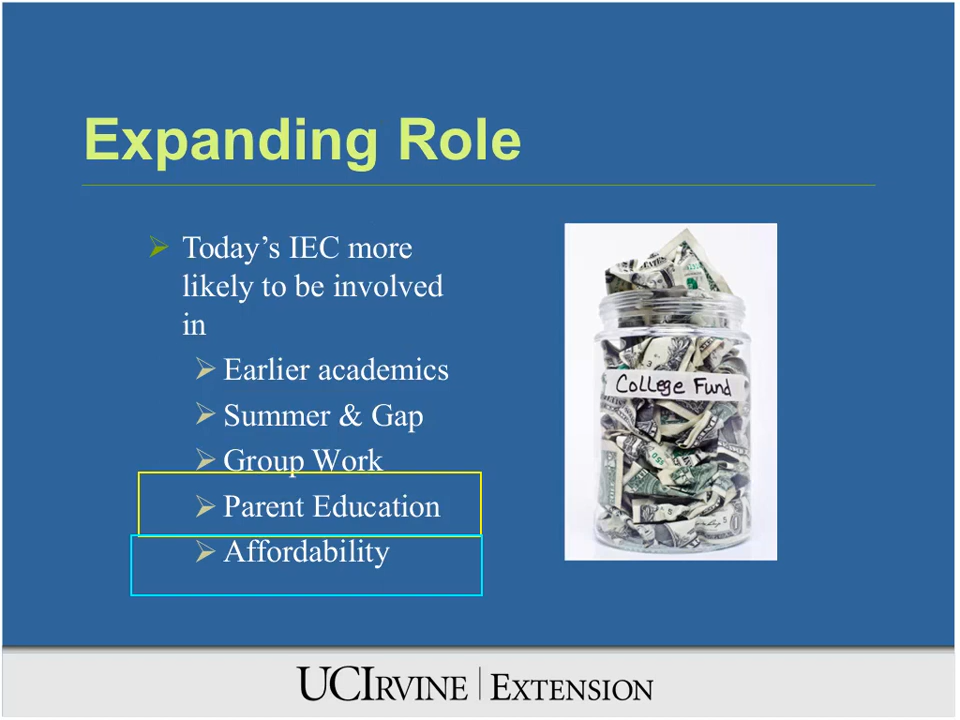 Expanding Role
Today’s IEC more
likely to be involved
in
Earlier academics
Summer & Gap
Group Work
Parent Education
Affordability
COLLEGE FUND
UCIRVINE | EXTENSION